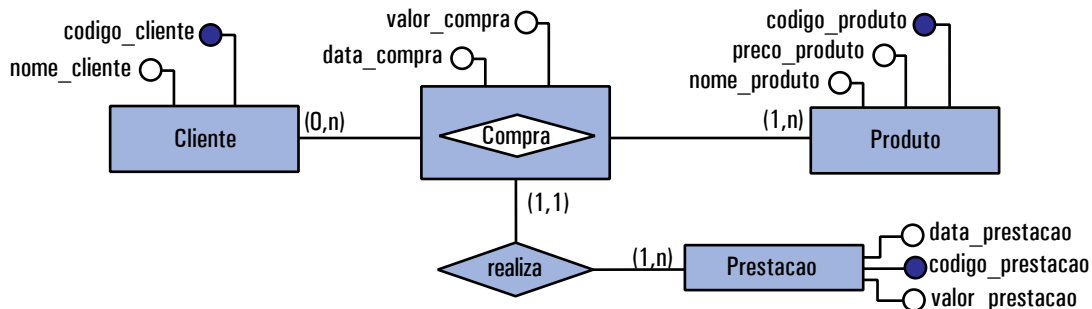 codigo_cliente
nome_cliente
Cliente
(0,n)
valor_compra
data_compra
Compra
(1,n)
codigo_produto
preco_produto
nome_produto
Produto
(1,1)
realiza
(1,n)
Prestacao
data_prestacao
codigo_prestacao
valor_prestacao